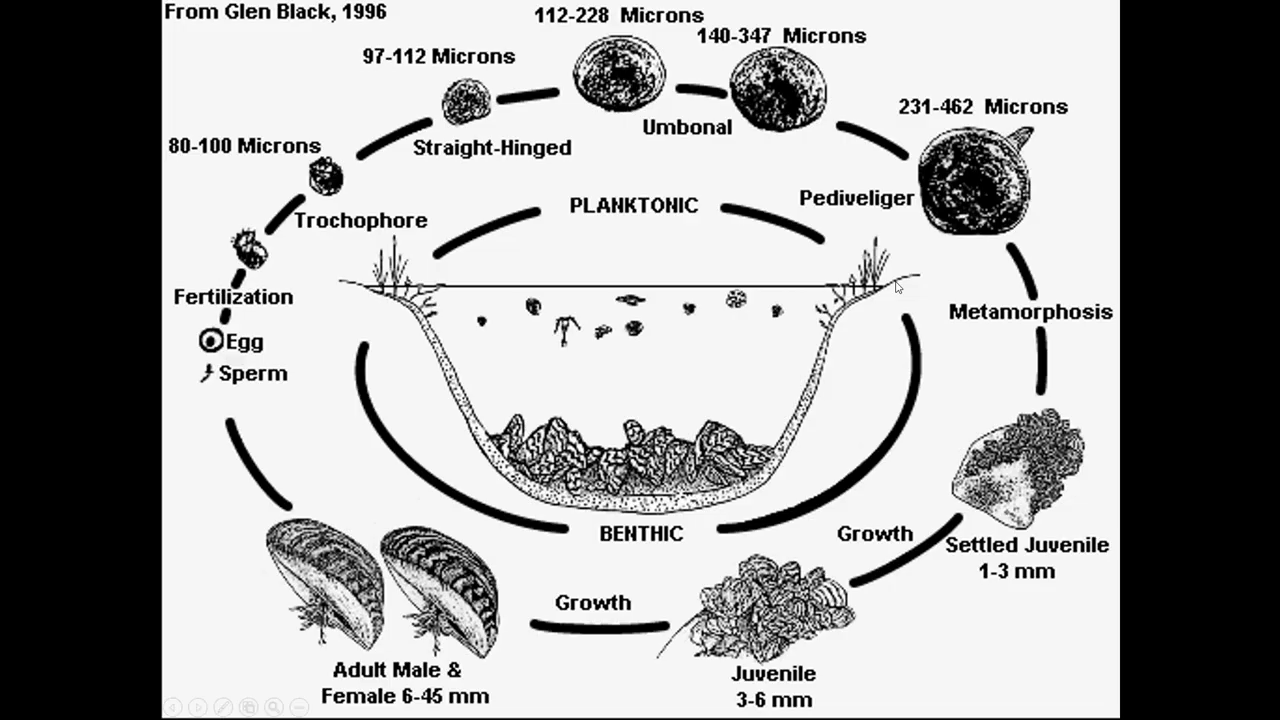 From Glen Black, 1996
112-228 Microns
140-347 Microns
97-112 Microns
231-462 Microns
80-100 Microns
Umbonal
Straight-Hinged
Pediveliger
PLANKTONIC
Trochophore
Fertilization
Metamorphosis
Egg
Sperm
BENTHIC
Growth
Settled Juvenile
1-3 mm
Growth
Adult Male &
Female 6-45 mm
Juvenile
3-6 mm